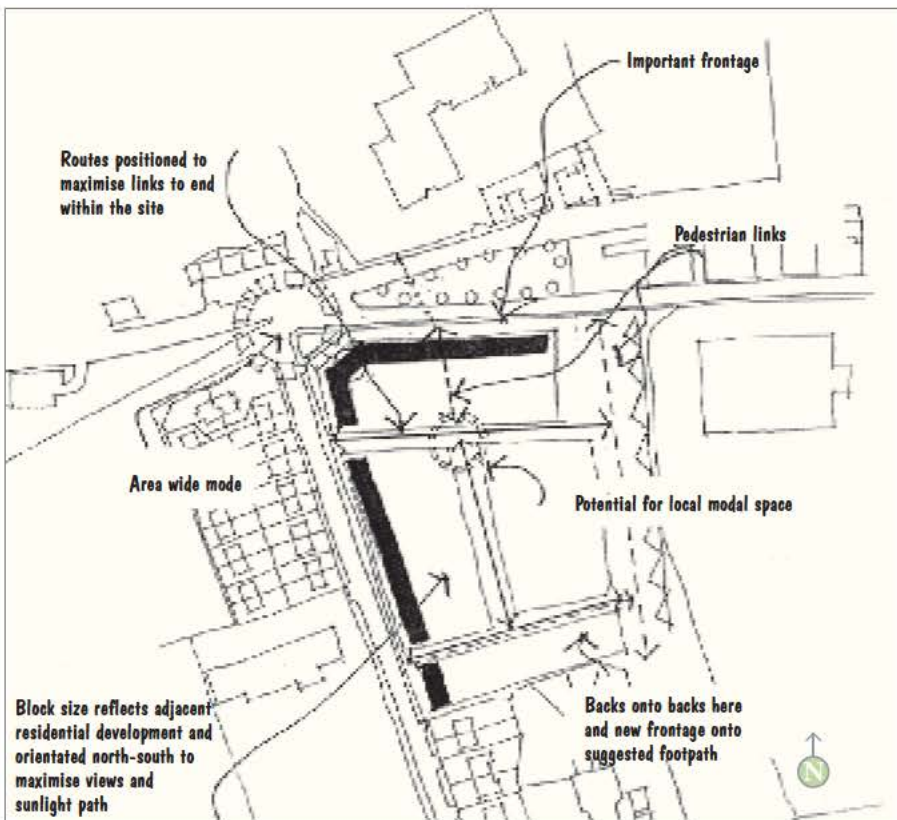 Important frontage
Routes positioned to
maximise links to end
within the site
Pedestrian links
Area wide mode
Potential for local modal space
Block size reflects adjacent
residential development and
orientated north-south to
maximise views and
sunlight path
Backs onto backs here
and new frontage onto
suggested footpath
N